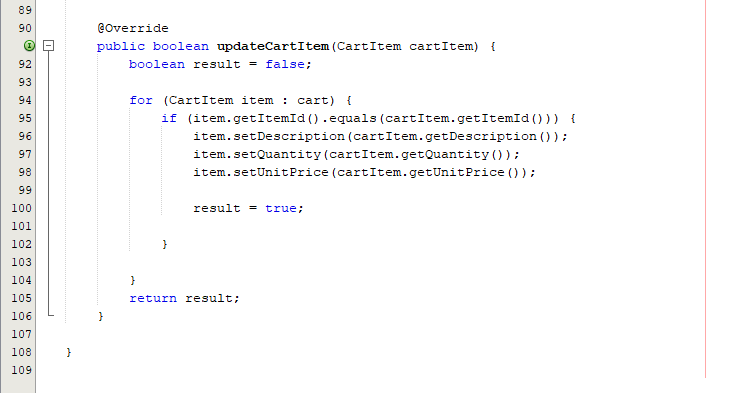 89
90 @Override
public boolean updateCartItem(CartItem cartItem) {
92 boolean result = false;
93
94 for (CartItem item : cart) {
95 if (item.getItemId().equals(cartItem.getItemId())) {
96 item.setDescription(cartItem.getDescription());
97 item.setQuantity(cartItem.getQuantity());
98 item.setUnitPrice(cartItem.getUnitPrice());
99
100 result = true;
101
102 }
103
104 }
105 return result;
106 }
107
108 }
109